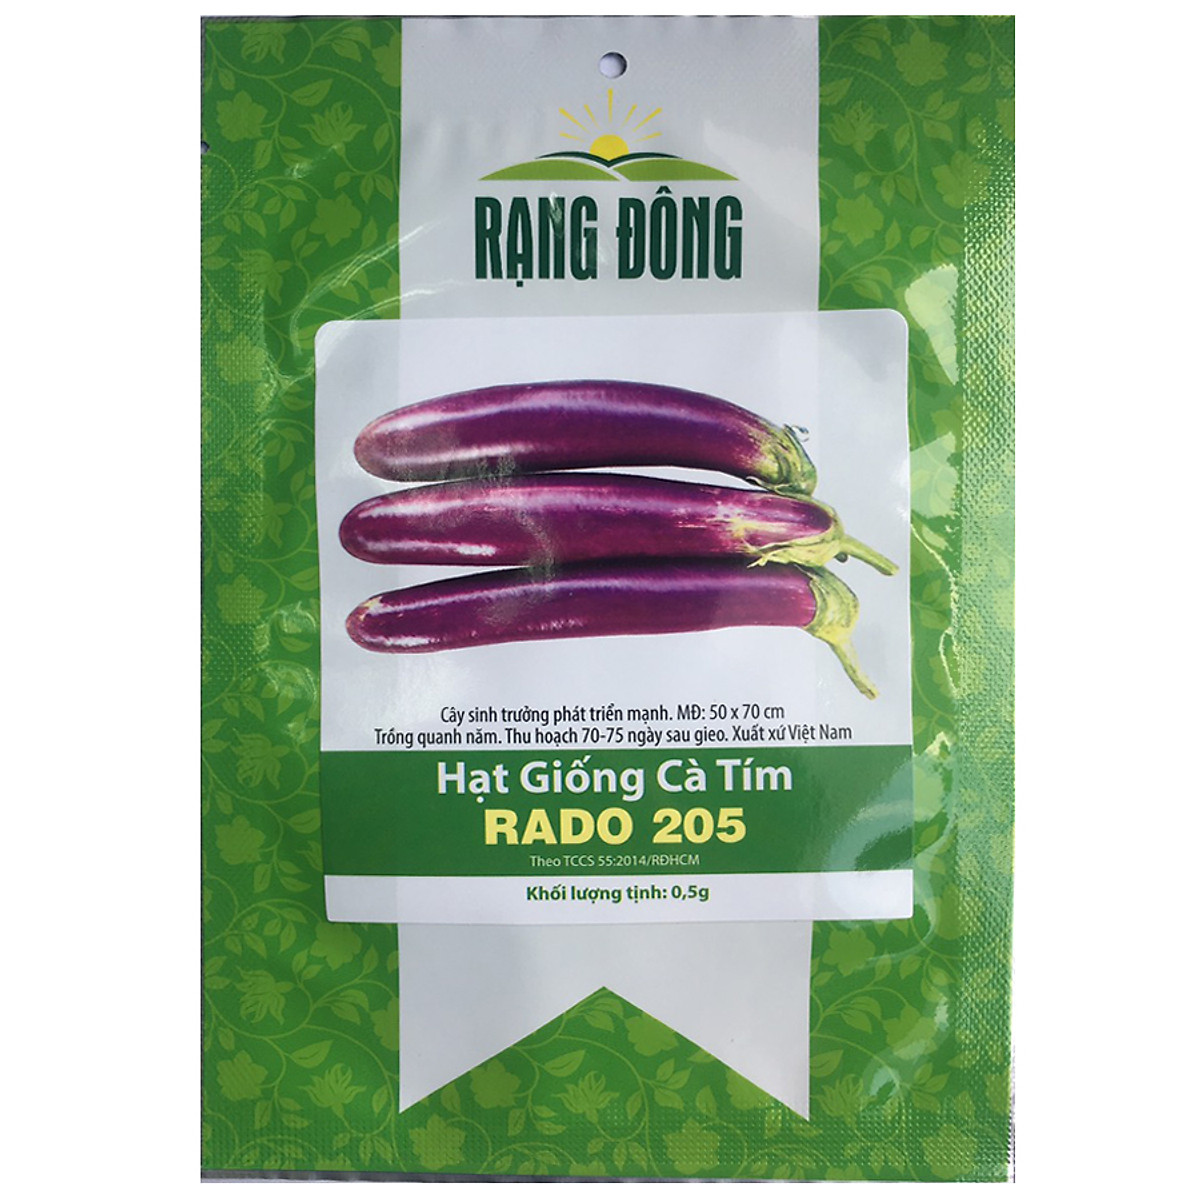 RẠNG ĐÔNG
Cây sinh trưởng phát triển mạnh. MĐ: 50 x 70 cm
Trồng quanh năm. Thu hoạch 70-75 ngày sau gieo. Xuất xứ Việt Nam
Hạt Giống Cà Tím
RADO 205
Theo TCCS 55:2014/RĐHCM
Khối lượng tịnh: 0,5g